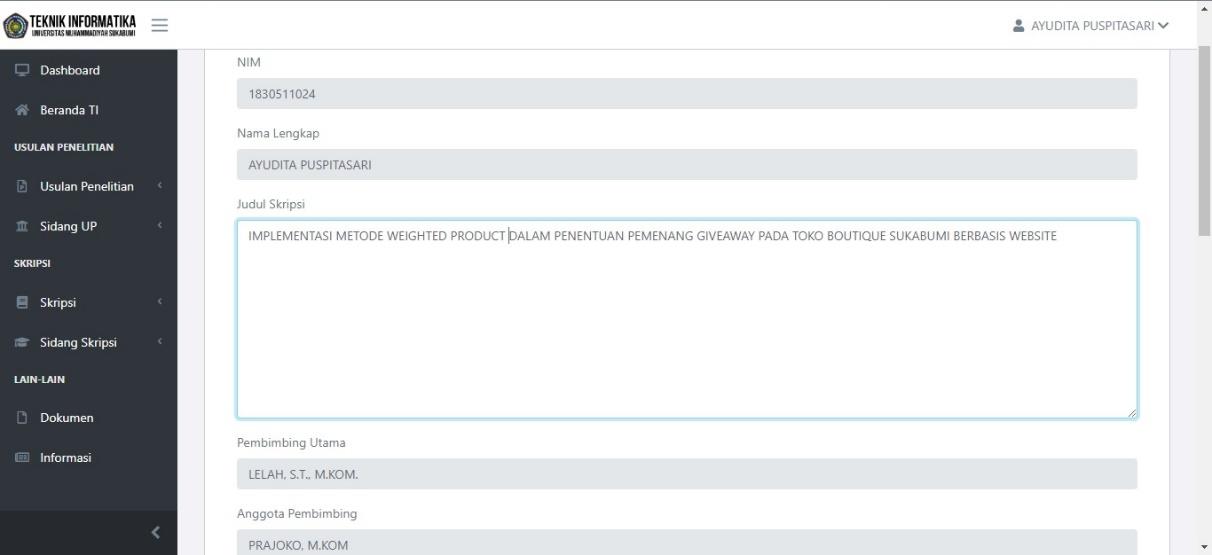 TEKNIK INFORMATIKA
UNIVERSITAS MUHAMMADIYAH SUKABUMI
AYUDITA PUSPITASARI
Dashboard
Beranda TI
USULAN PENELITIAN
Usulan Penelitian
Sidang UP
SKRIPSI
Skripsi
Sidang Skripsi
LAIN-LAIN
Dokumen
Informasi
NIM
1830511024
Nama Lengkap
AYUDITA PUSPITASARI
Judul Skripsi
IMPLEMENTASI METODE WEIGHTED PRODUCT DALAM PENENTUAN PEMENANG GIVEAWAY PADA TOKO BOUTIQUE SUKABUMI BERBASIS WEBSITE
Pembimbing Utama
LELAH, S.T., M.KOM.
Anggota Pembimbing
PRAJOKO, M.KOM